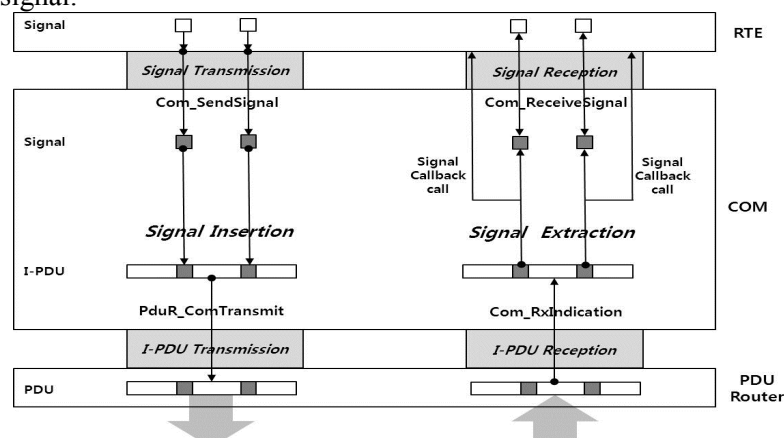 signal.
Signal
RTE
Signal Transmission
Signal Reception
Com_SendSignal
Com_ReceiveSignal
Signal
Signal
Callback
call
Signal
Callback
call
COM
Signal Insertion
Signal Extraction
I-PDU
PduR_ComTransmit
Com_RxIndication
I-PDU Transmission
I-PDU Reception
PDU
PDU
Router